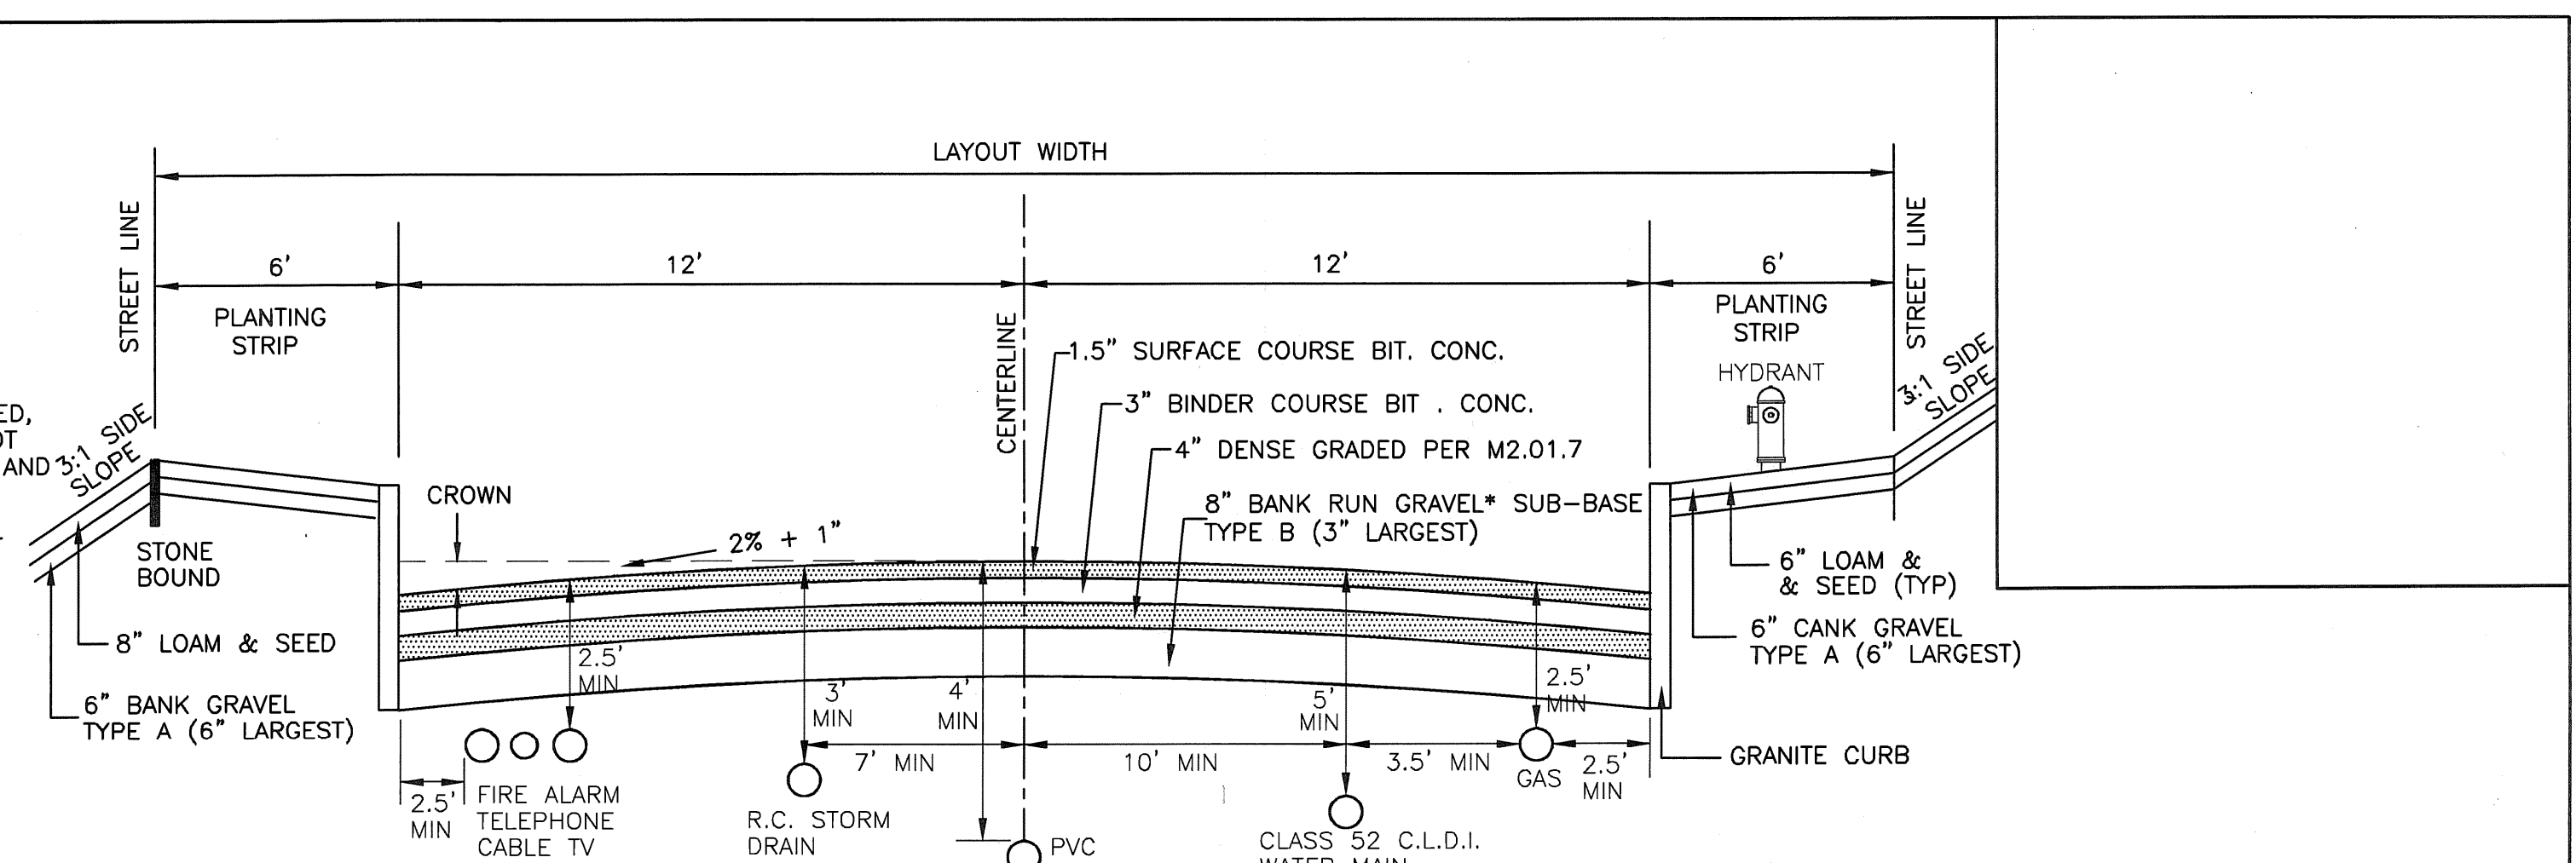 LAYOUT WIDTH
STREET LINE
6'
12'
12'
6'
STREET LINE
PLANTING
STRIP
CENTERLINE
PLANTING
STRIP
1.5" SURFACE COURSE BIT. CONC.
HYDRANT
3:1 SIDE
SLOPE
3" BINDER COURSE BIT . CONC.
ED,
AND
3:1 SIDE
SLOPE
4" DENSE GRADED PER M2.01.7
CROWN
8" BANK RUN GRAVEL* SUB-BASE
TYPE B (3" LARGEST)
2% + 1"
STONE
BOUND
6" LOAM &
& SEED (TYP)
8" LOAM & SEED
6" CANK GRAVEL
TYPE A (6" LARGEST)
2.5'
MIN
3'
MIN
4'
MIN
5'
MIN
2.5'
MIN
6" BANK GRAVEL
TYPE A (6" LARGEST)
7' MIN
10' MIN
3.5' MIN
2.5'
MIN
GRANITE CURB
GAS
2.5'
MIN
FIRE ALARM
TELEPHONE
CABLE TV
R.C. STORM
DRAIN
PVC
CLASS 52 C.L.D.I.
WATER MAIN